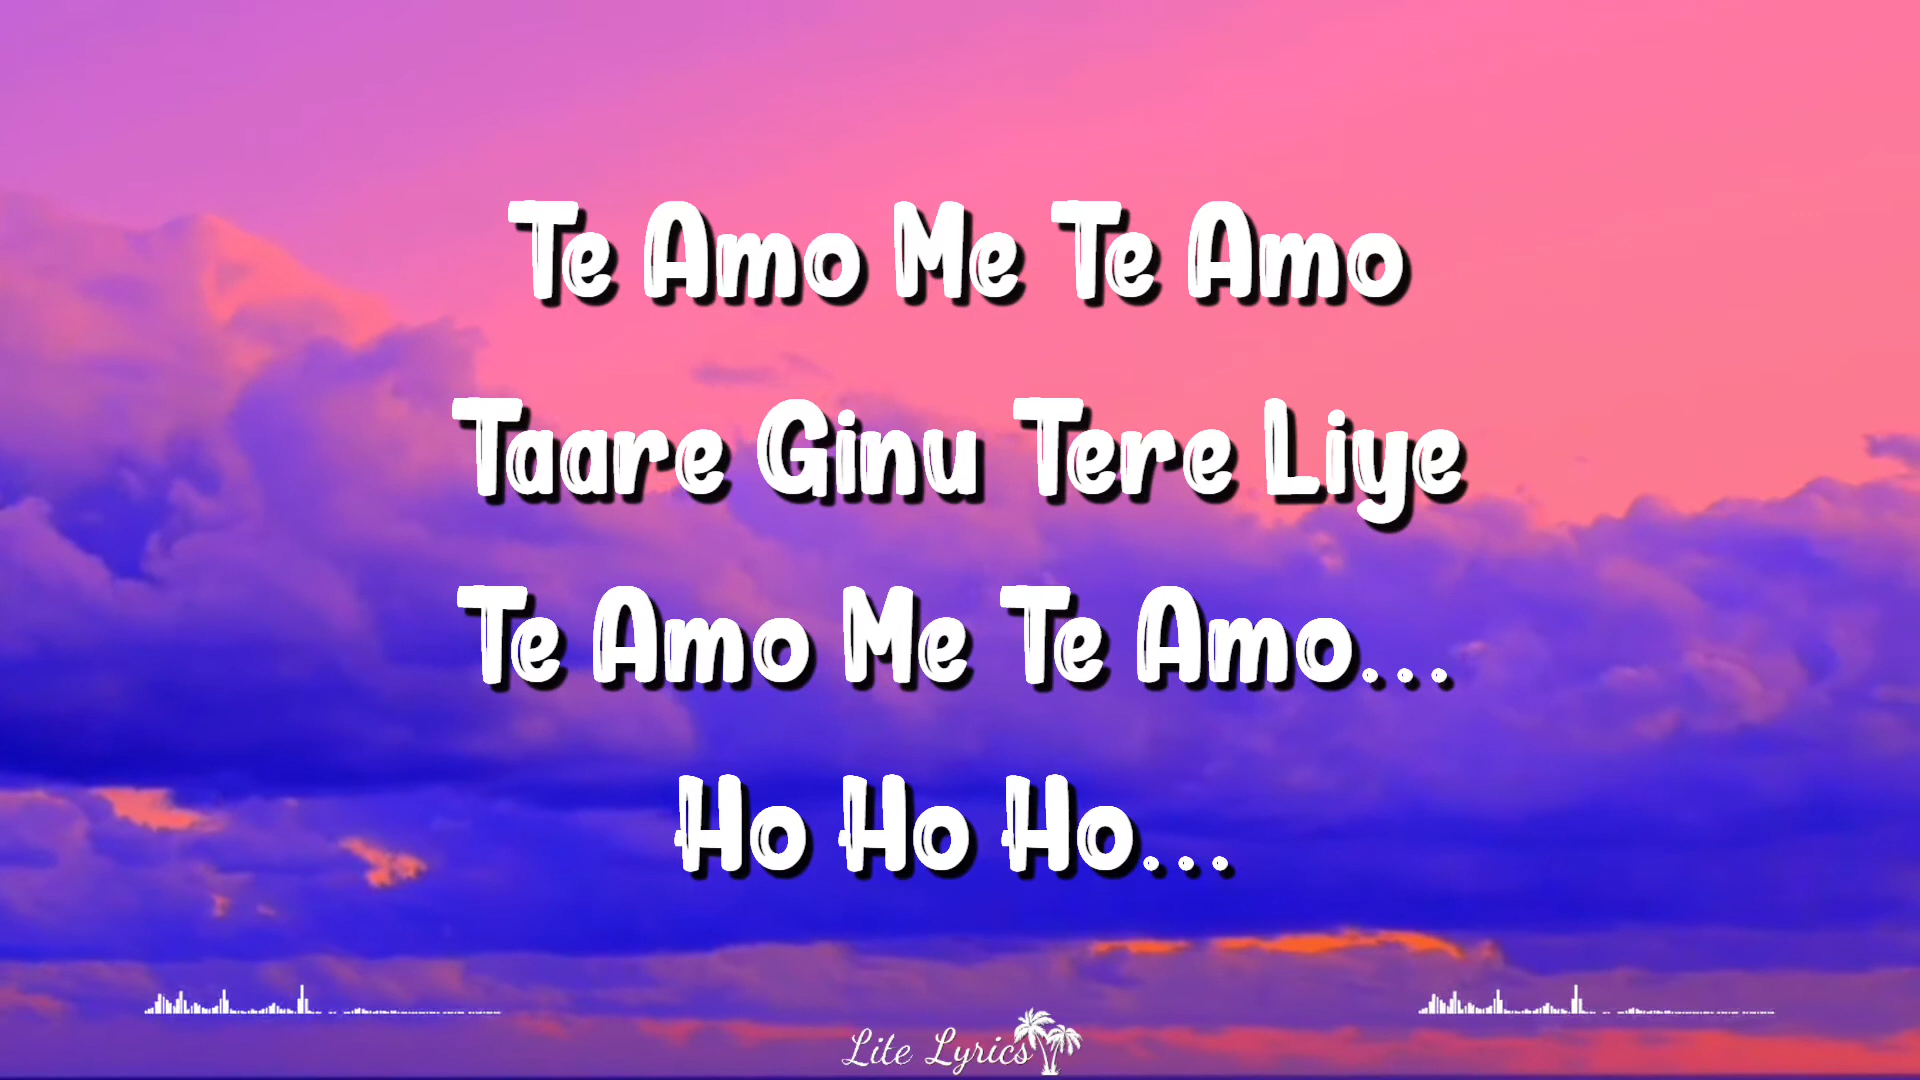 Te Amo Me Te Amo
Taare Ginu Tere Liye
Te Amo Me Te Amo...
Ho Ho Ho...
Lite Lyrics